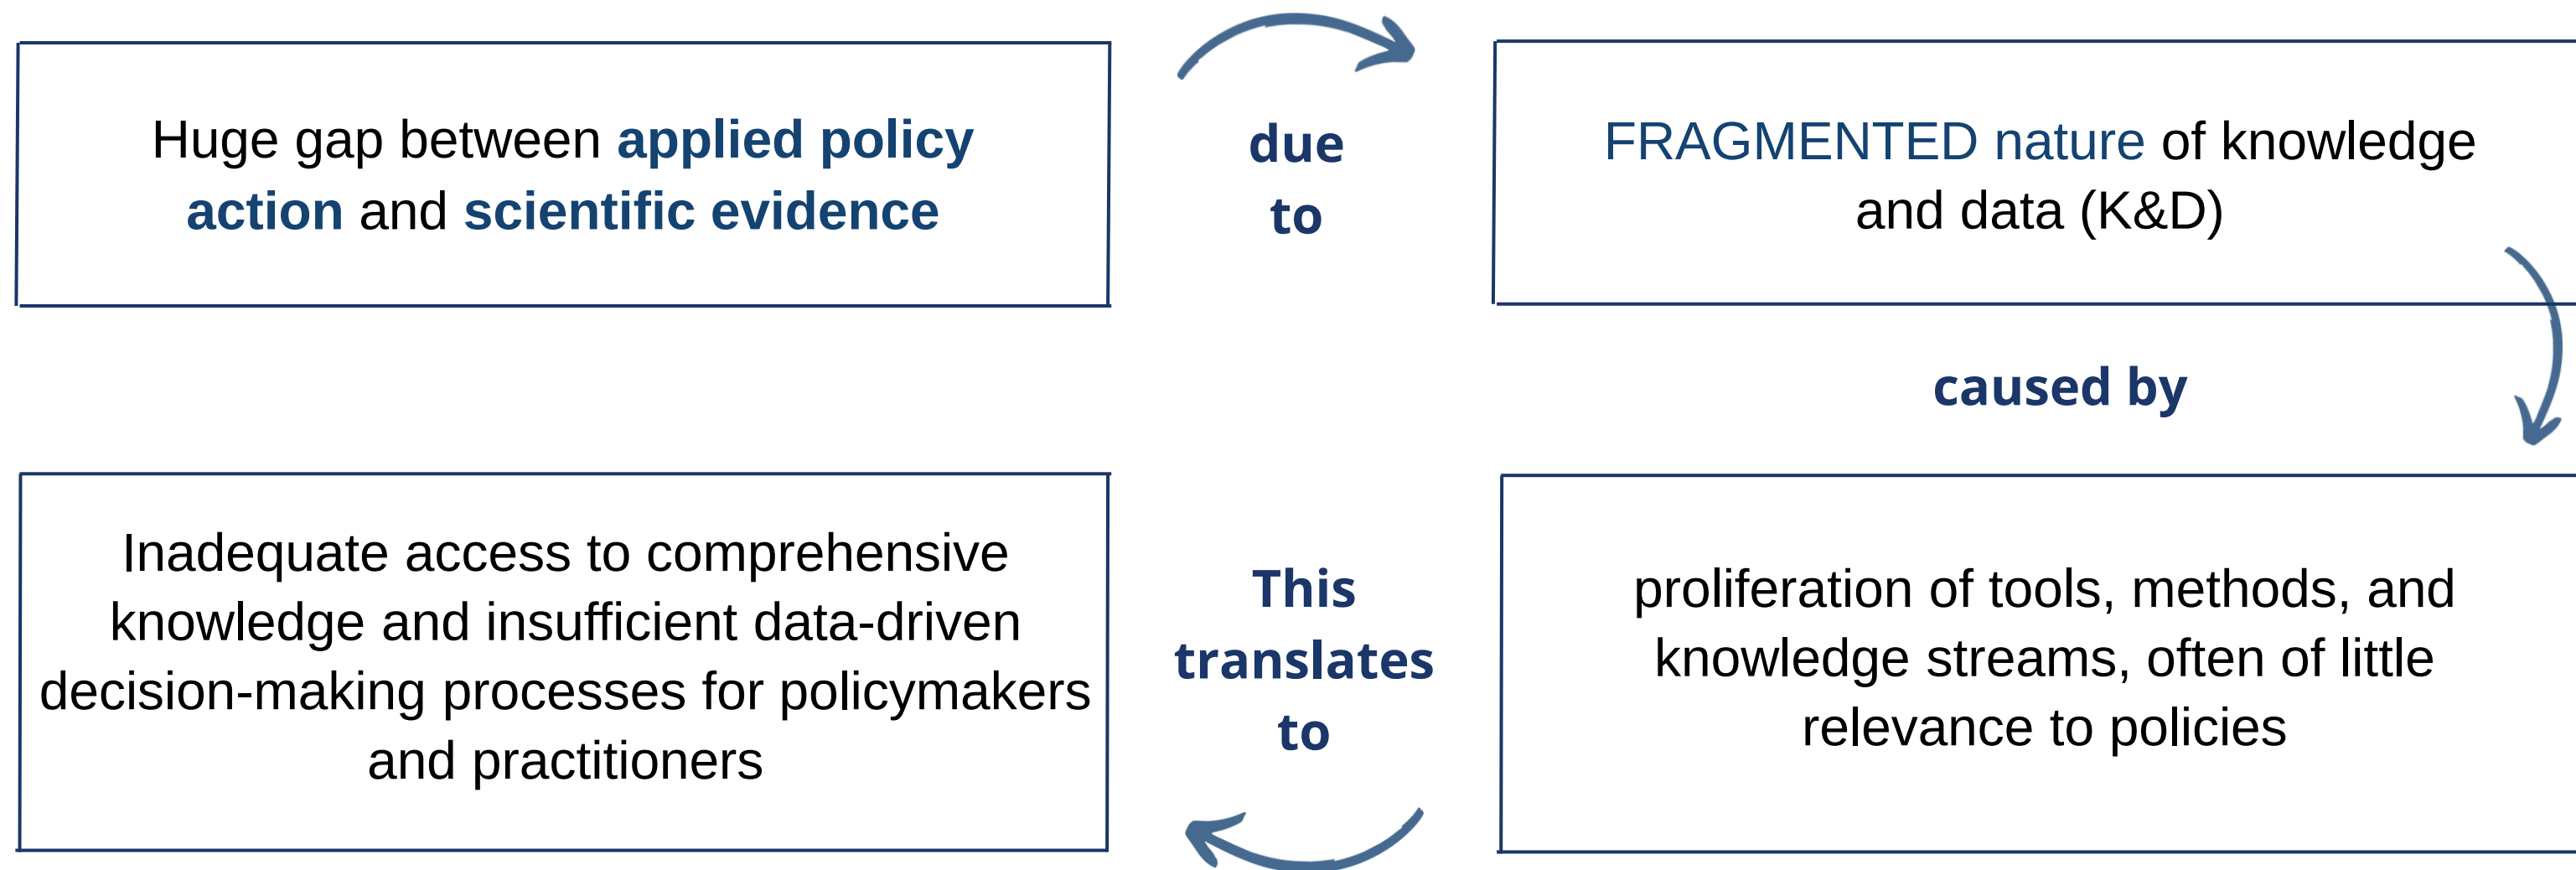 Huge gap between applied policy
action and scientific evidence
due
to
FRAGMENTED nature of knowledge
and data (K&D)
caused by
proliferation of tools, methods, and
knowledge streams, often of little
relevance to policies
This
translates
to
Inadequate access to comprehensive
knowledge and insufficient data-driven
decision-making processes for policymakers
and practitioners